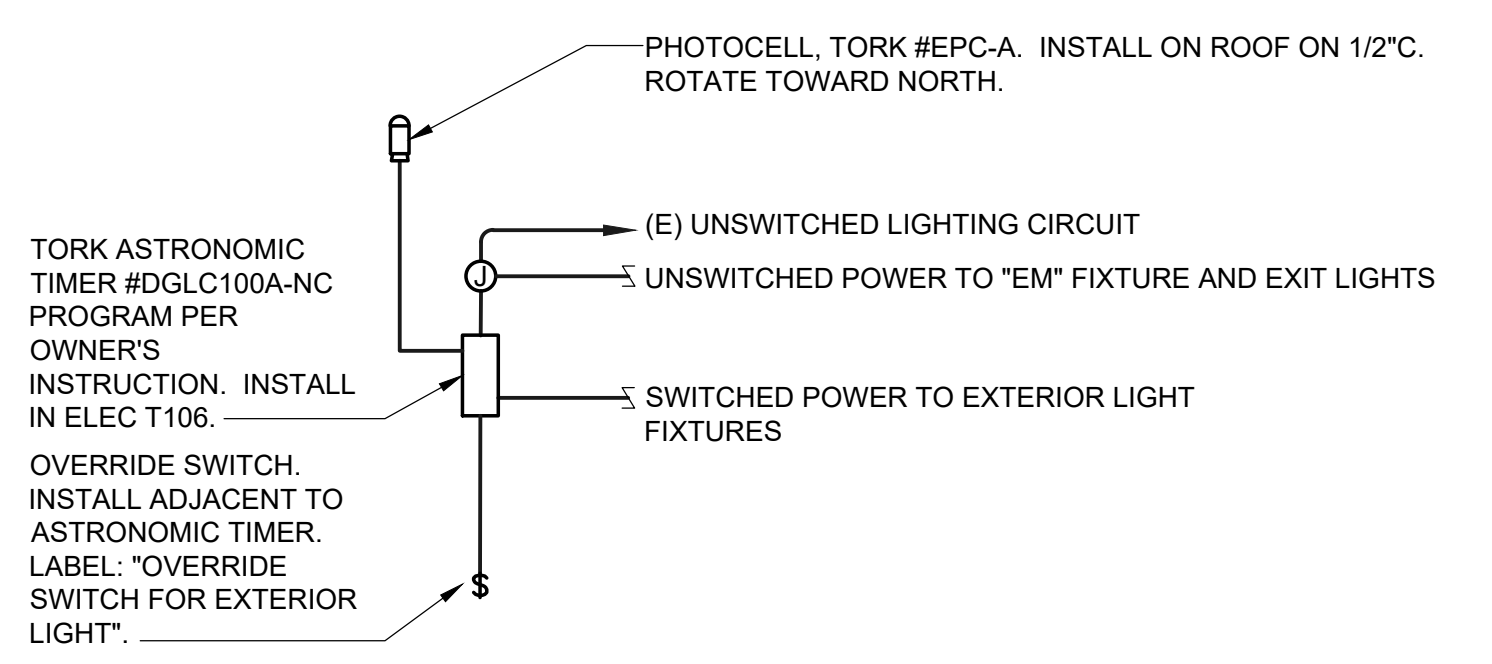 PHOTOCELL, TORK #EPC-A.  INSTALL ON ROOF ON 1/2"C.
ROTATE TOWARD NORTH.
(E) UNSWITCHED LIGHTING CIRCUIT
J
UNSWITCHED POWER TO "EM" FIXTURE AND EXIT LIGHTS
TORK ASTRONOMIC
TIMER #DGLC100A-NC
PROGRAM PER
OWNER'S
INSTRUCTION.  INSTALL
IN ELEC T106.
SWITCHED POWER TO EXTERIOR LIGHT
FIXTURES
OVERRIDE SWITCH.
INSTALL ADJACENT TO
ASTRONOMIC TIMER.
LABEL: "OVERRIDE
SWITCH FOR EXTERIOR
LIGHT".
$